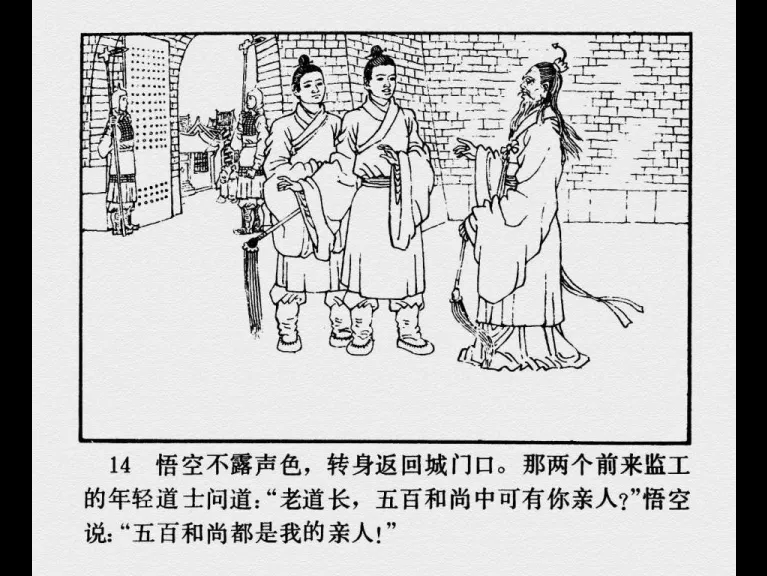 14 悟空不露声色，转身返回城门口。那两个前来监工
的年轻道士问道：“老道长，五百和尚中可有你亲人？”悟空
说：“五百和尚都是我的亲人！”